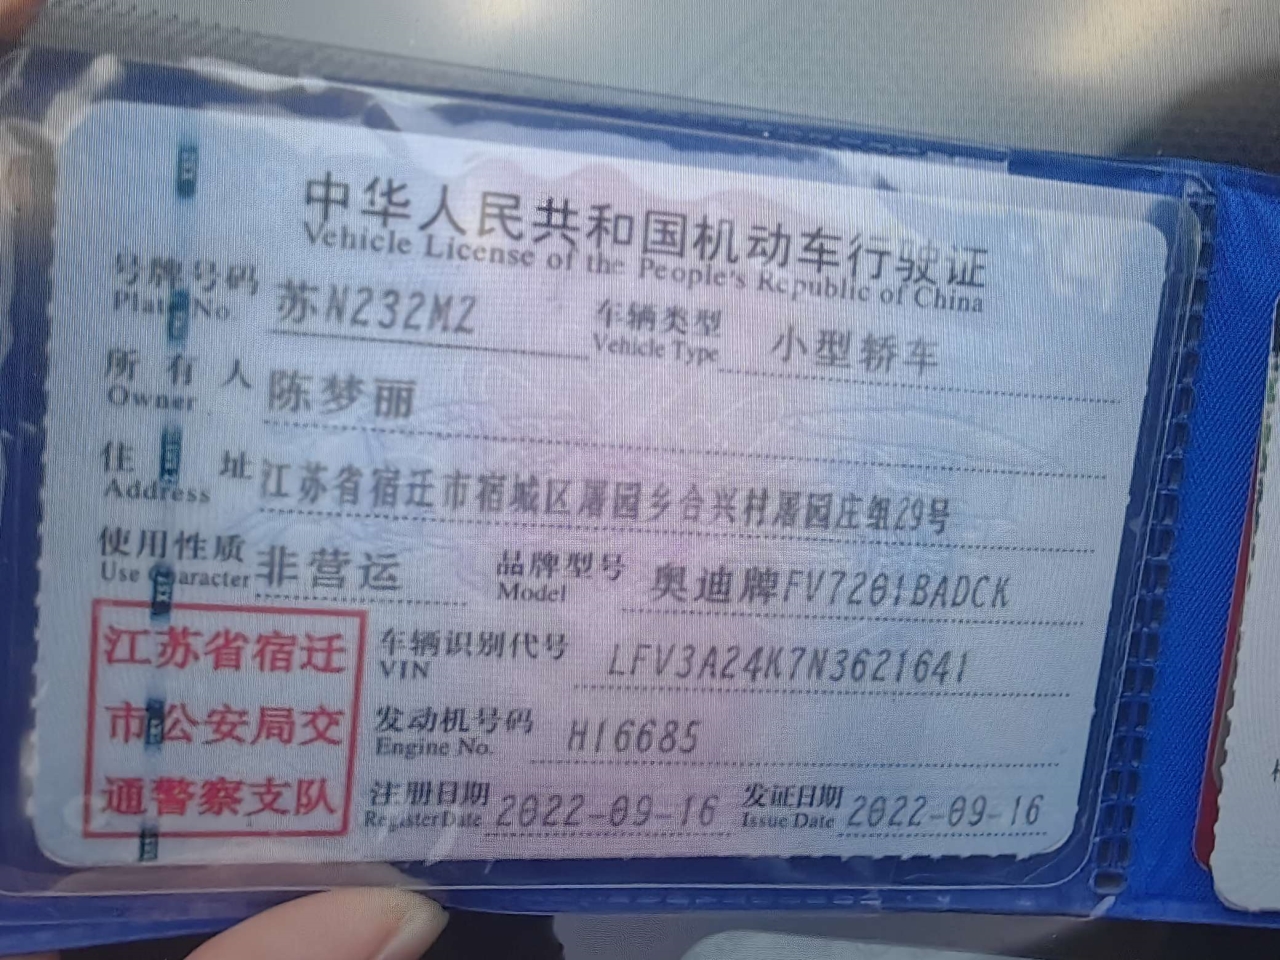 中华人民共和国机动车行驶证
Vehicle License of the People's Republic of China
号牌号码 苏N232M2 车辆类型 小型轿车
Plate No. Vehicle Type
所有人 陈梦丽
Owner
住址 江苏省宿迁市宿城区屠园乡合兴村屠园庄组29号
Address
使用性质 非营运 品牌型号 奥迪牌FV7201BADCK
Use Character Model
江苏省宿迁
市公安局交
通警察支队
车辆识别代号 LFV3A24K7N3621641
VIN
发动机号码 H16685
Engine No.
注册日期 2022-09-16 发证日期 2022-09-16
Register Date Issue Date